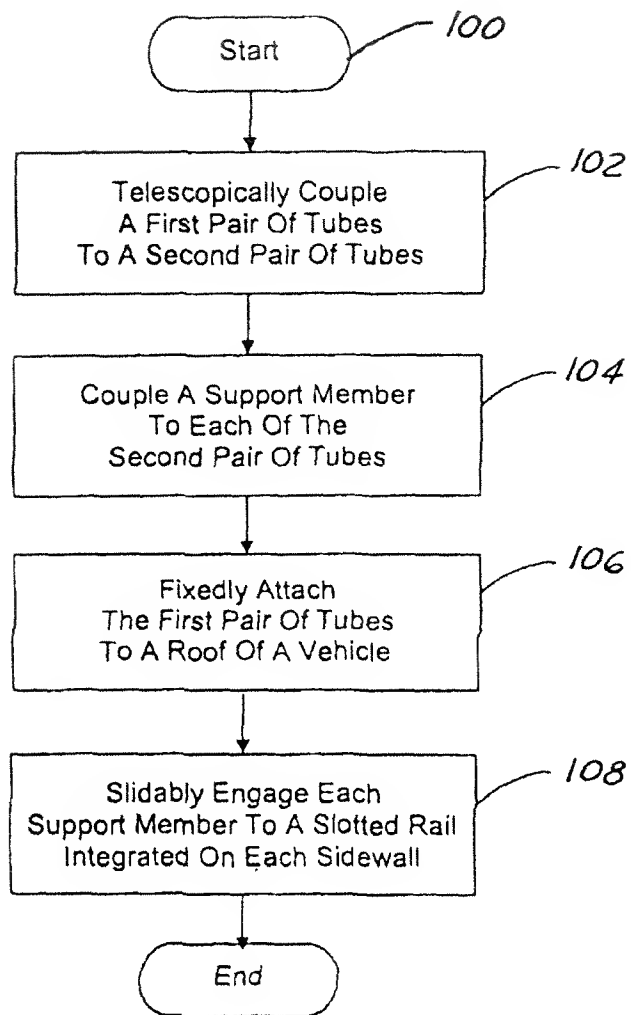 Start
100
Telescopically Couple
A First Pair Of Tubes
To A Second Pair Of Tubes
102
Couple A Support Member
To Each Of The
Second Pair Of Tubes
104
Fixedly Attach
The First Pair Of Tubes
To A Roof Of A Vehicle
106
Slidably Engage Each
Support Member To A Slotted Rail
Integrated On Each Sidewall
108
End